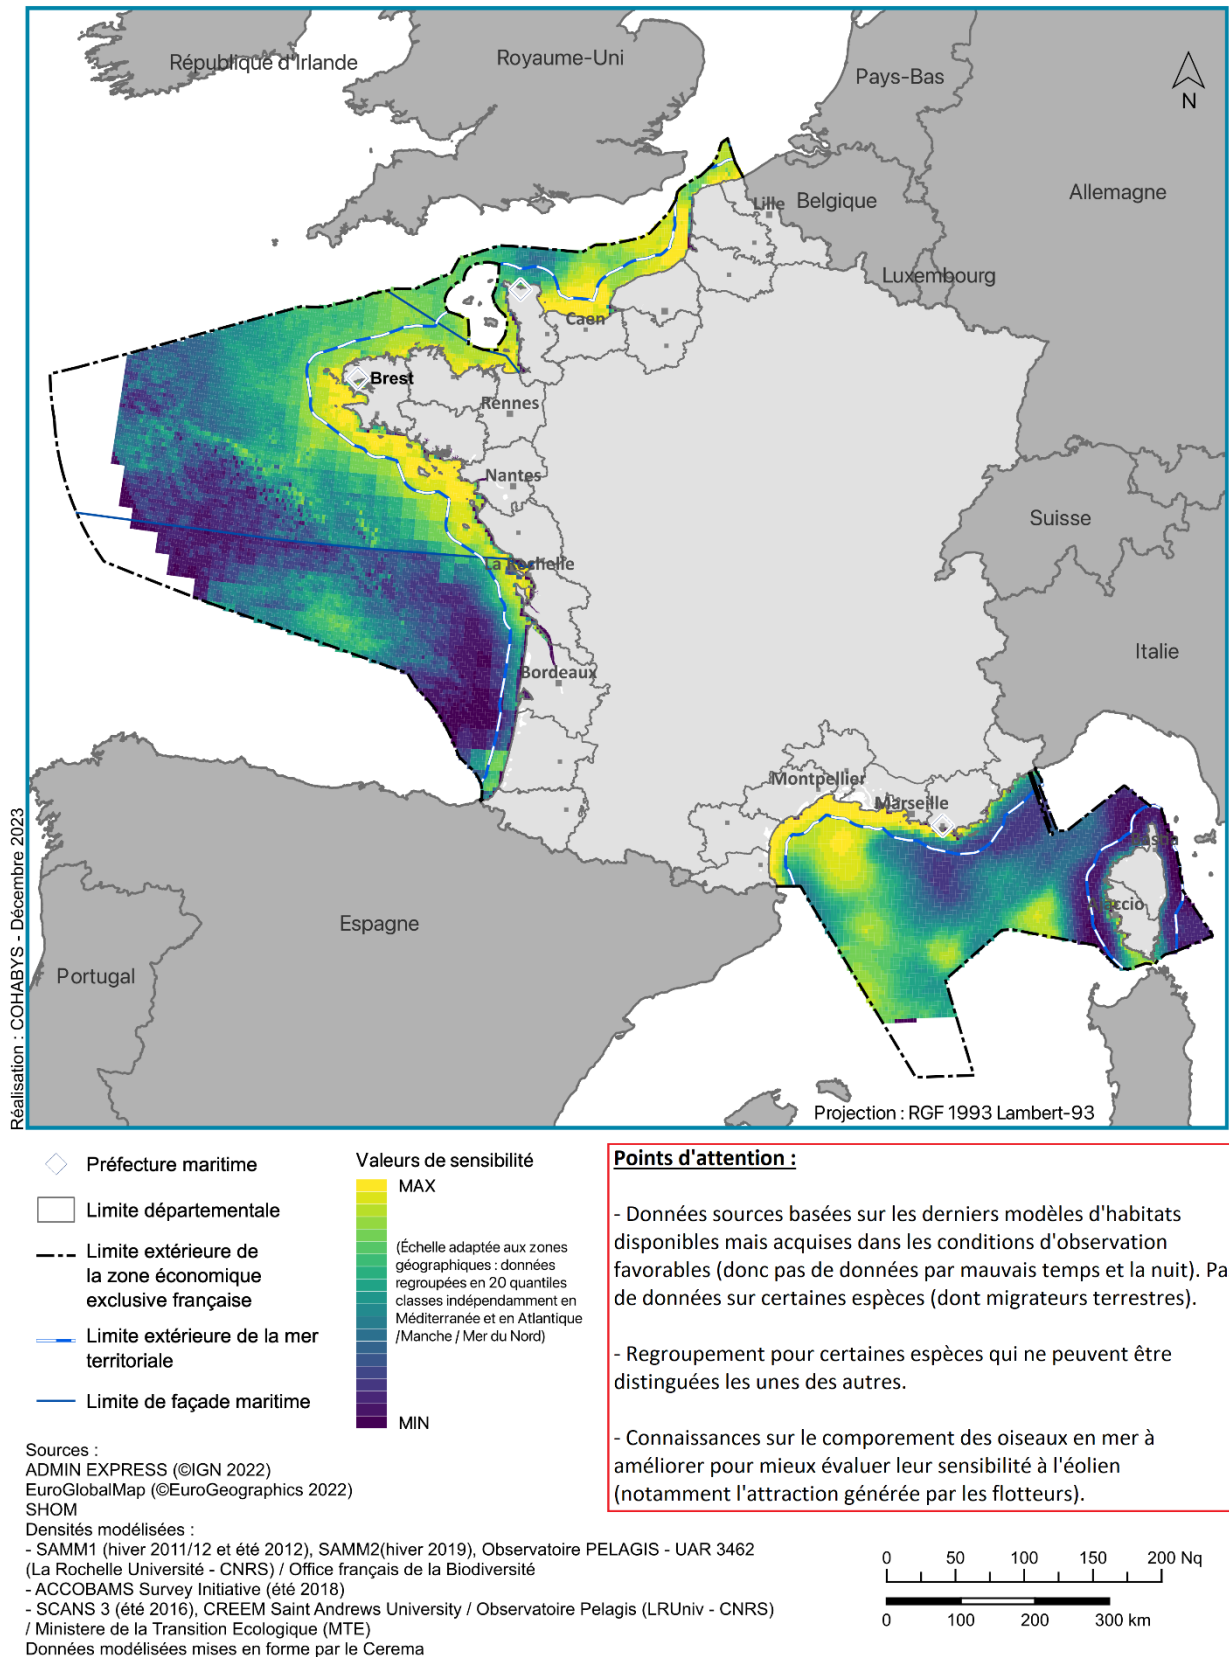 République d'Irlande
Royaume-Uni
Pays-Bas
N
Allemagne
Lille
Belgique
Luxembourg
Caen
Brest
Rennes
Nantes
Suisse
La Rochelle
Italie
Bordeaux
Montpellier
Marseille
Espagne
Portugal
Réalisation : COHABYS - Décembre 2023
Projection : RGF 1993 Lambert-93
Préfecture maritime
Limite départementale
Limite extérieure de
la zone économique
exclusive française
Limite extérieure de la mer
territoriale
Limite de façade maritime
Valeurs de sensibilité
MAX
(Échelle adaptée aux zones
géographiques : données
regroupées en 20 quantiles
classes indépendamment en
Méditerranée et en Atlantique
/Manche / Mer du Nord)
MIN
Points d'attention :
- Données sources basées sur les derniers modèles d'habitats
disponibles mais acquises dans les conditions d'observation
favorables (donc pas de données par mauvais temps et la nuit). Pa
de données sur certaines espèces (dont migrateurs terrestres).
- Regroupement pour certaines espèces qui ne peuvent être
distinguées les unes des autres.
- Connaissances sur le comporement des oiseaux en mer à
améliorer pour mieux évaluer leur sensibilité à l'éolien
(notamment l'attraction générée par les flotteurs).
Sources :
ADMIN EXPRESS (©IGN 2022)
EuroGlobalMap (©EuroGeographics 2022)
SHOM
Densités modélisées :
- SAMM1 (hiver 2011/12 et été 2012), SAMM2(hiver 2019), Observatoire PELAGIS - UAR 3462
(La Rochelle Université - CNRS) / Office français de la Biodiversité
- ACCOBAMS Survey Initiative (été 2018)
- SCANS 3 (été 2016), CREEM Saint Andrews University / Observatoire Pelagis (LRUniv - CNRS)
/ Ministere de la Transition Ecologique (MTE)
Données modélisées mises en forme par le Cerema
0 50 100 150 200 Nq
0 100 200 300 km